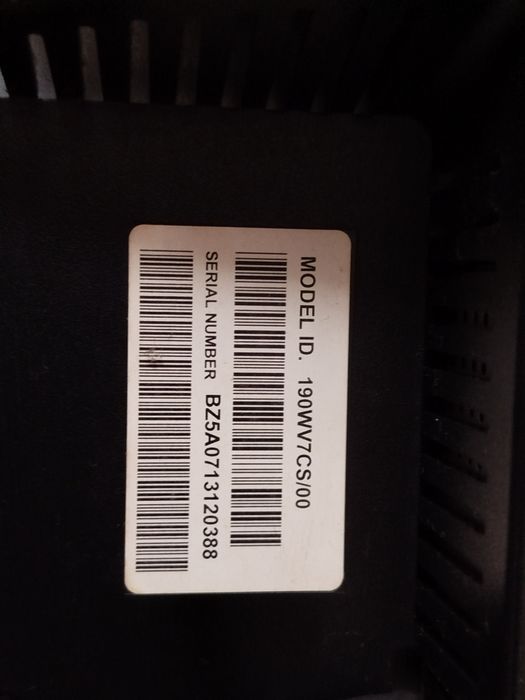 MODEL ID. 190WV7CS/00
SERIAL NUMBER BZ5A0713120388